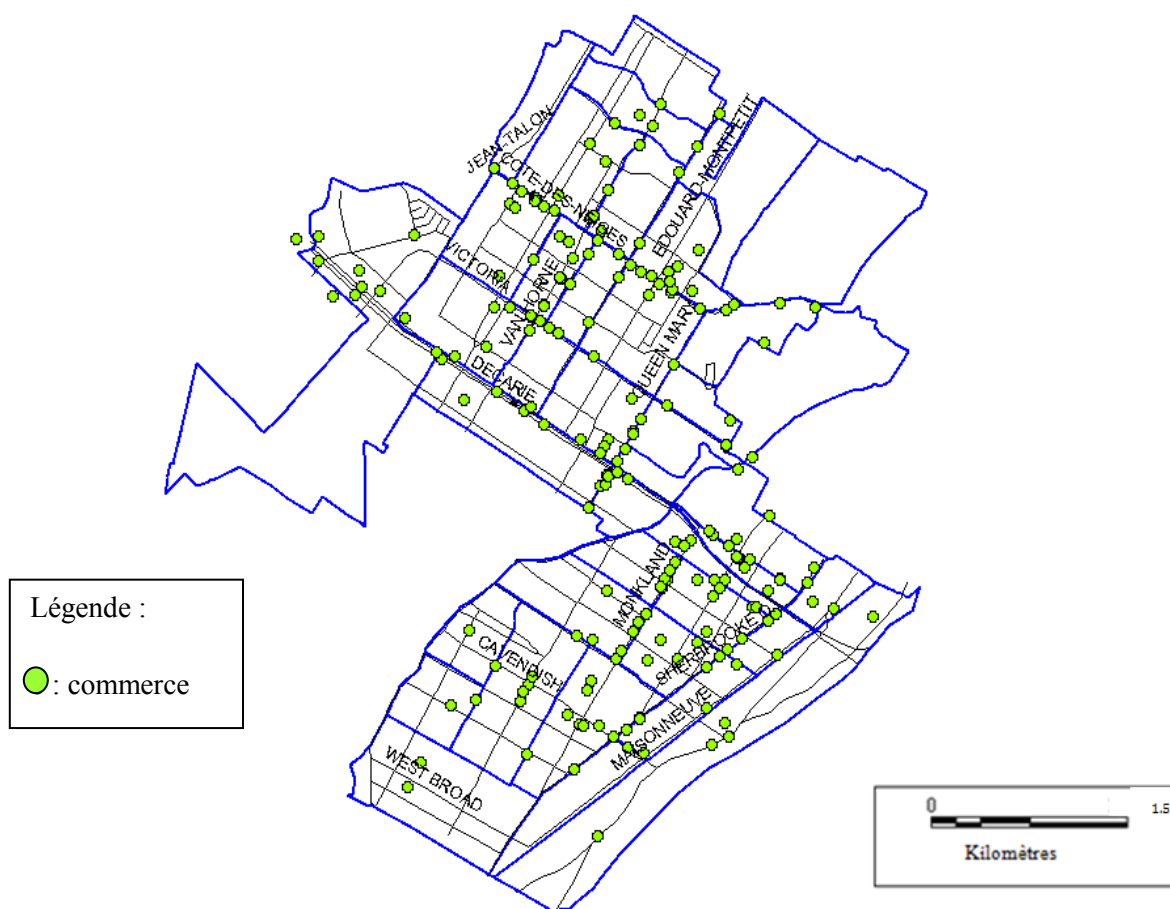 JEAN-TALON
COTE-DES-NEIGES
EDOUARD-MONTPETIT
VICTORIA
VAN HORNE
QUEEN MARY
DECARIE
MONKLAND
CAVENDISH
SHERBROOKE O
MAISONNEUVE
WEST BROAD
Légende :
: commerce
0 1.5
Kilomètres